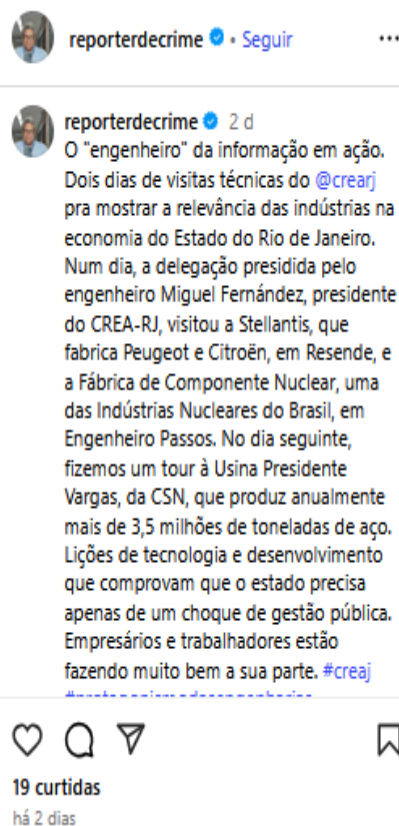 reporterdecrime • Seguir
reporterdecrime 2 d
O "engenheiro" da informação em ação.
Dois dias de visitas técnicas do @crearj
pra mostrar a relevância das indústrias na
economia do Estado do Rio de Janeiro.
Num dia, a delegação presidida pelo
engenheiro Miguel Fernández, presidente
do CREA-RJ, visitou a Stellantis, que
fabrica Peugeot e Citroën, em Resende, e
a Fábrica de Componente Nuclear, uma
das Indústrias Nucleares do Brasil, em
Engenheiro Passos. No dia seguinte,
fizemos um tour à Usina Presidente
Vargas, da CSN, que produz anualmente
mais de 3,5 milhões de toneladas de aço.
Lições de tecnologia e desenvolvimento
que comprovam que o estado precisa
apenas de um choque de gestão pública.
Empresários e trabalhadores estão
fazendo muito bem a sua parte. #creaj
19 curtidas
há 2 dias